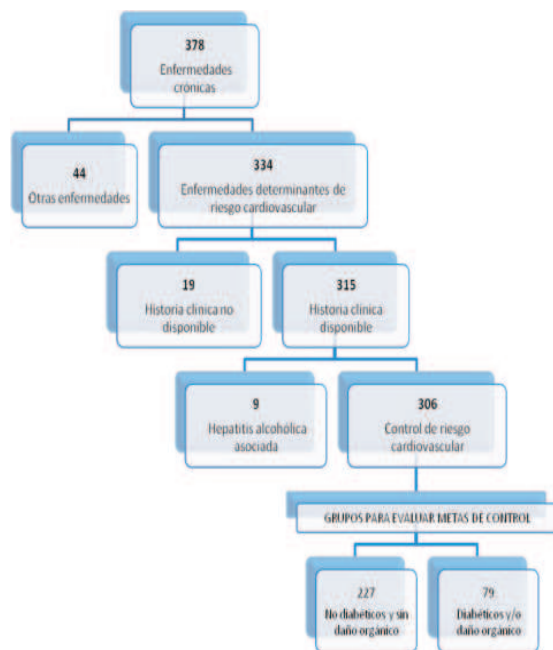 378
Enfermedades
crónicas
44
Otras enfermedades
334
Enfermedades determinantes de
riesgo cardiovascular
19
Historia clínica no
disponible
315
Historia clínica
disponible
9
Hepatitis alcohólica
asociada
306
Control de riesgo
cardiovascular
GRUPOS PARA EVALUAR METAS DE CONTROL
227
No diabéticos y sin
daño orgánico
79
Diabéticos y/o
daño orgánico